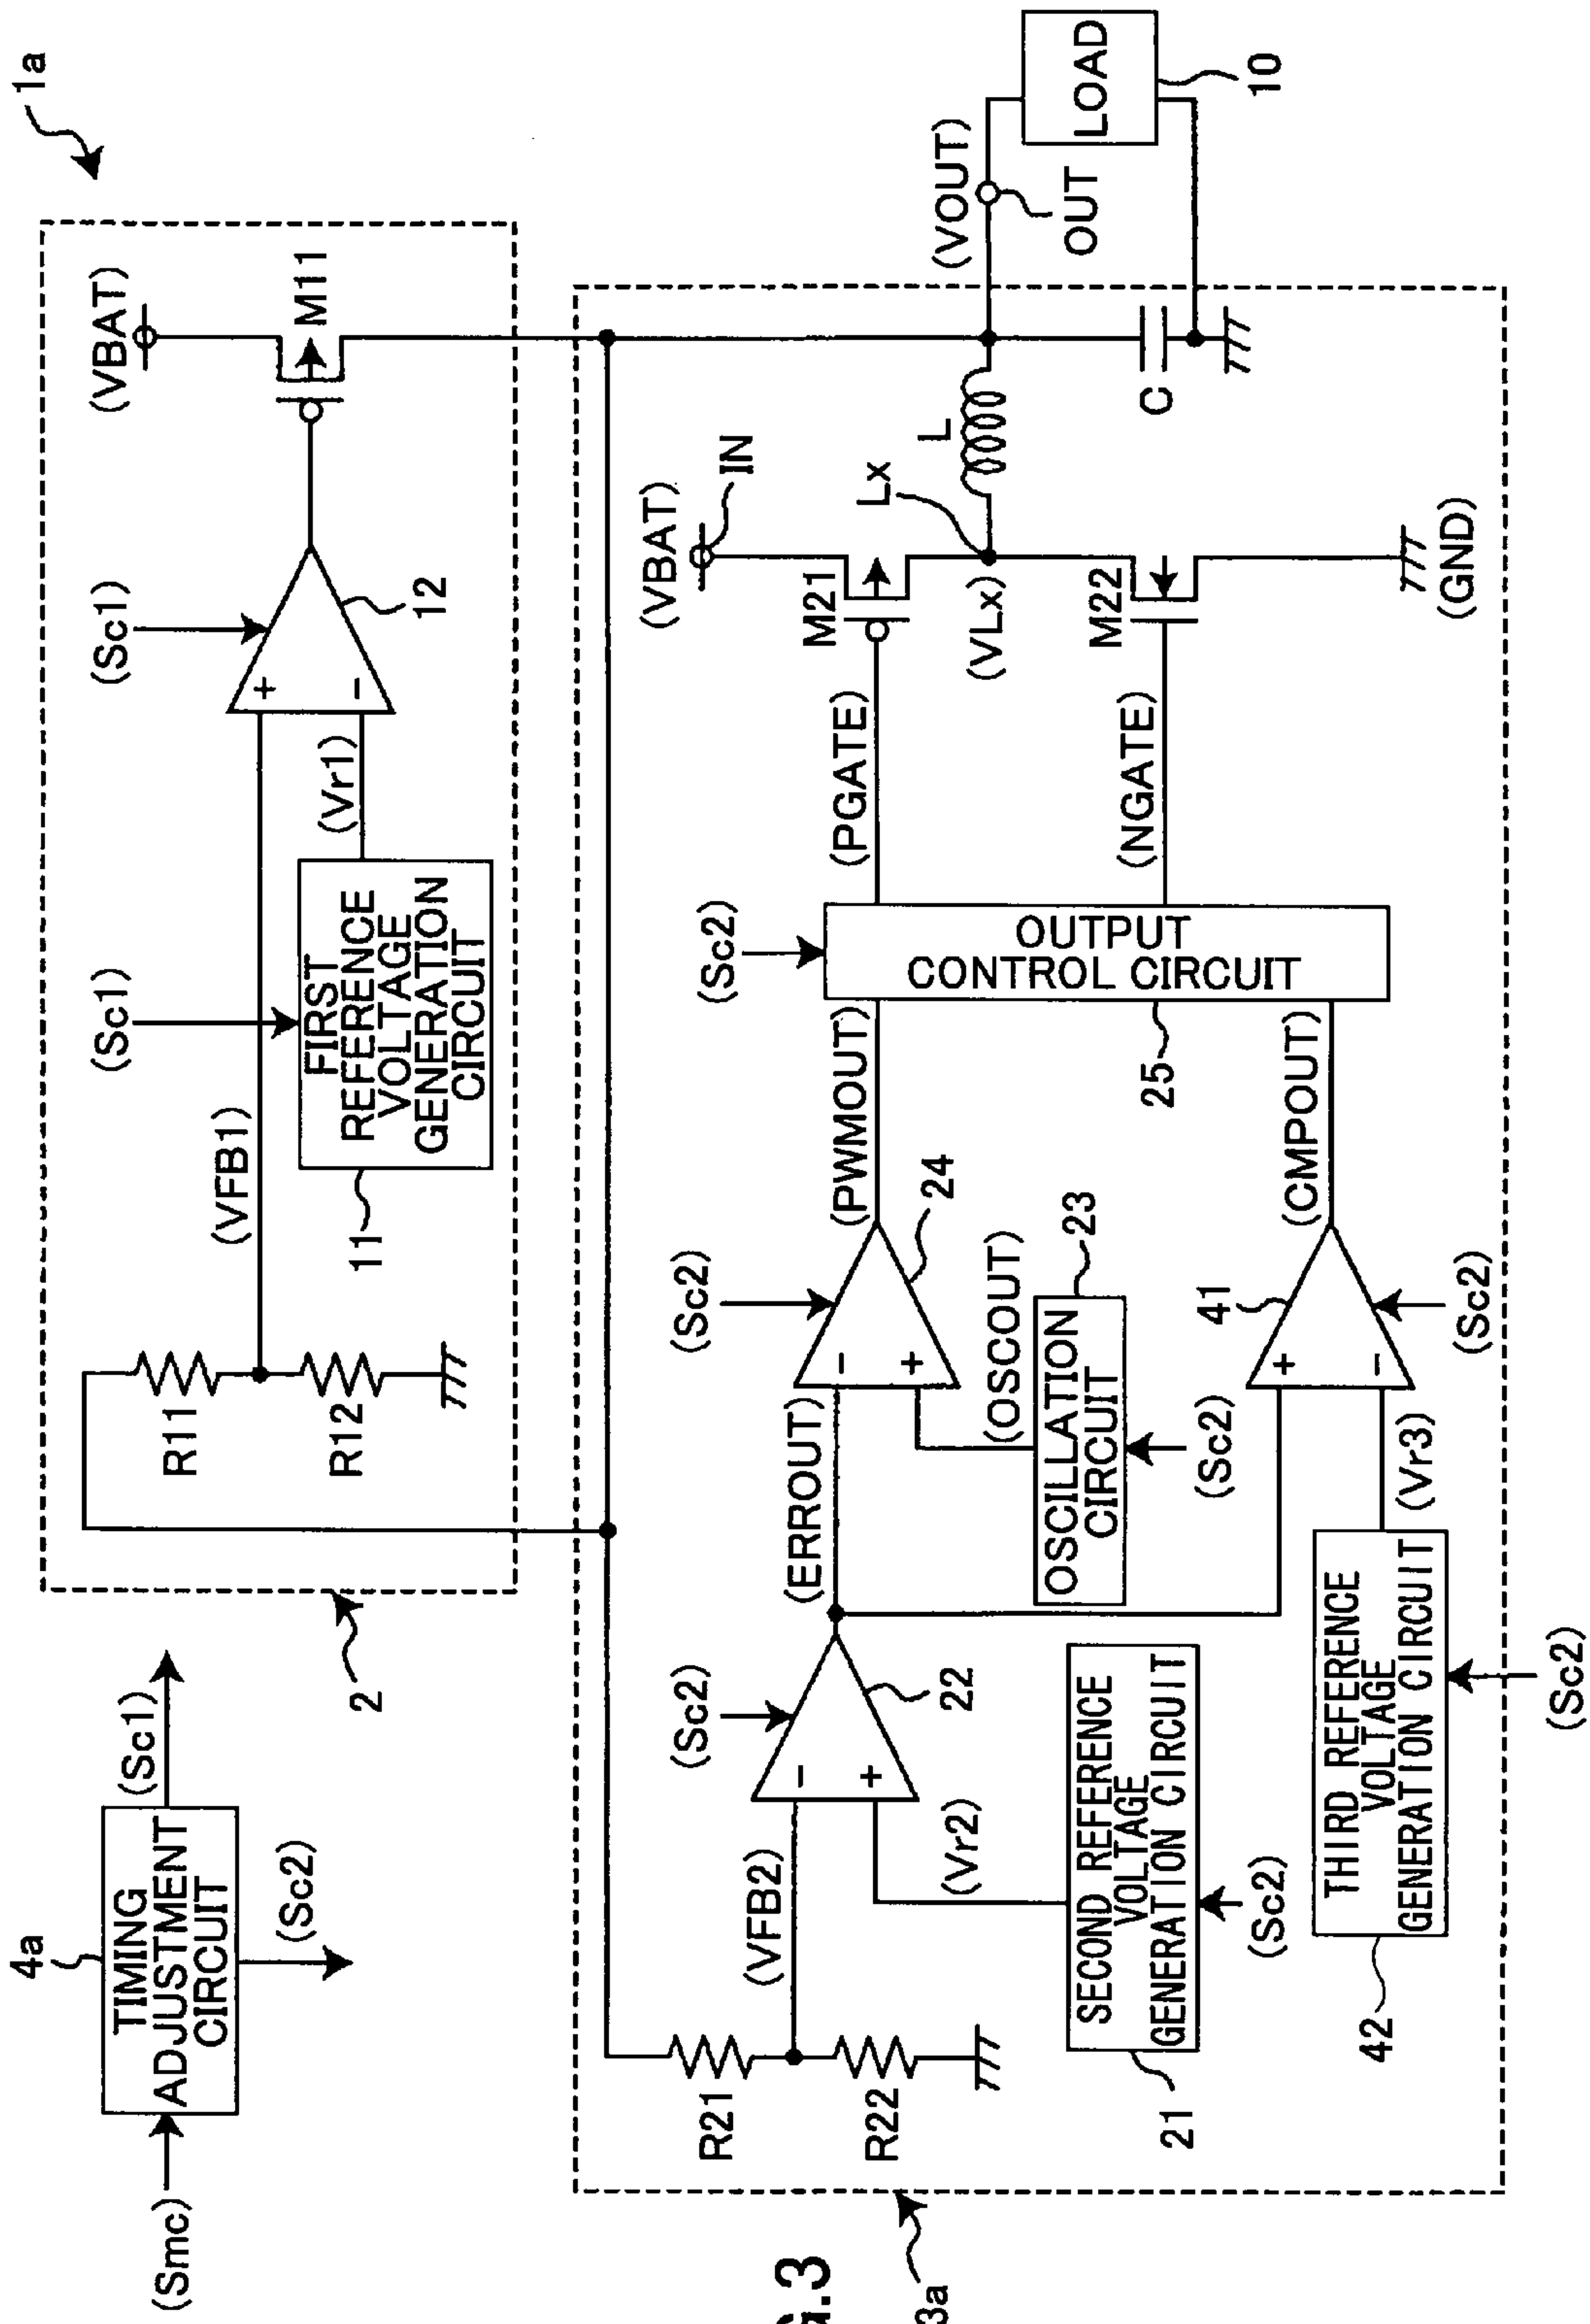 1a
4a
(Smc)
TIMING
ADJUSTMENT
CIRCUIT
(Sc1)
(Sc2)
2
R11
R12
(VFB1)
11
FIRST
REFERENCE
VOLTAGE
GENERATION
CIRCUIT
(Sc1)
(Vr1)
+
-
(Sc1)
12
(VBAT)
M11
3a
R21
R22
(VFB2)
(Vr2)
21
SECOND REFERENCE
VOLTAGE
GENERATION CIRCUIT
(Sc2)
-
+
(Sc2)
22
42
THIRD REFERENCE
VOLTAGE
GENERATION CIRCUIT
(Sc2)
(Vr3)
(ERROUT)
OSCILLATION
CIRCUIT
23
(Sc2)
(OSCOUT)
-
+
(Sc2)
24
+
-
41
(Sc2)
(PWMOUT)
(CMPOUT)
25
OUTPUT
CONTROL CIRCUIT
(Sc2)
(PGATE)
(NGATE)
(VBAT)
IN
M21
M22
(VLx)
Lx
L
C
(GND)
(VOUT)
OUT
LOAD
10
G.3